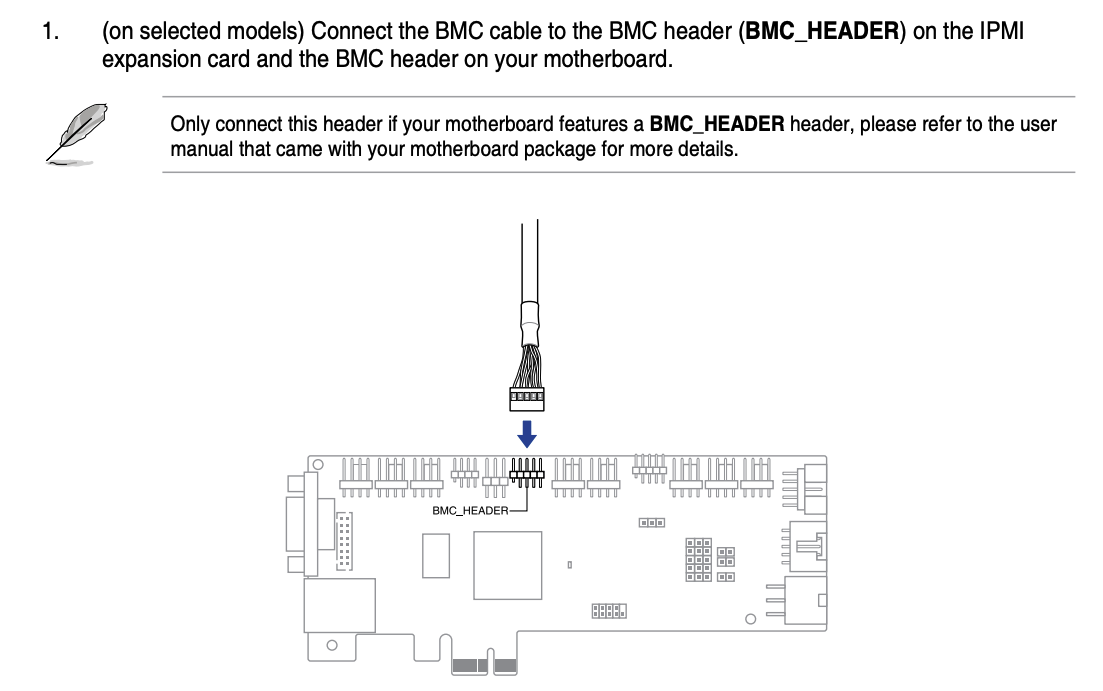 1. (on selected models) Connect the BMC cable to the BMC header (BMC_HEADER) on the IPMI
expansion card and the BMC header on your motherboard.
Only connect this header if your motherboard features a BMC_HEADER header, please refer to the user
manual that came with your motherboard package for more details.
BMC_HEADER